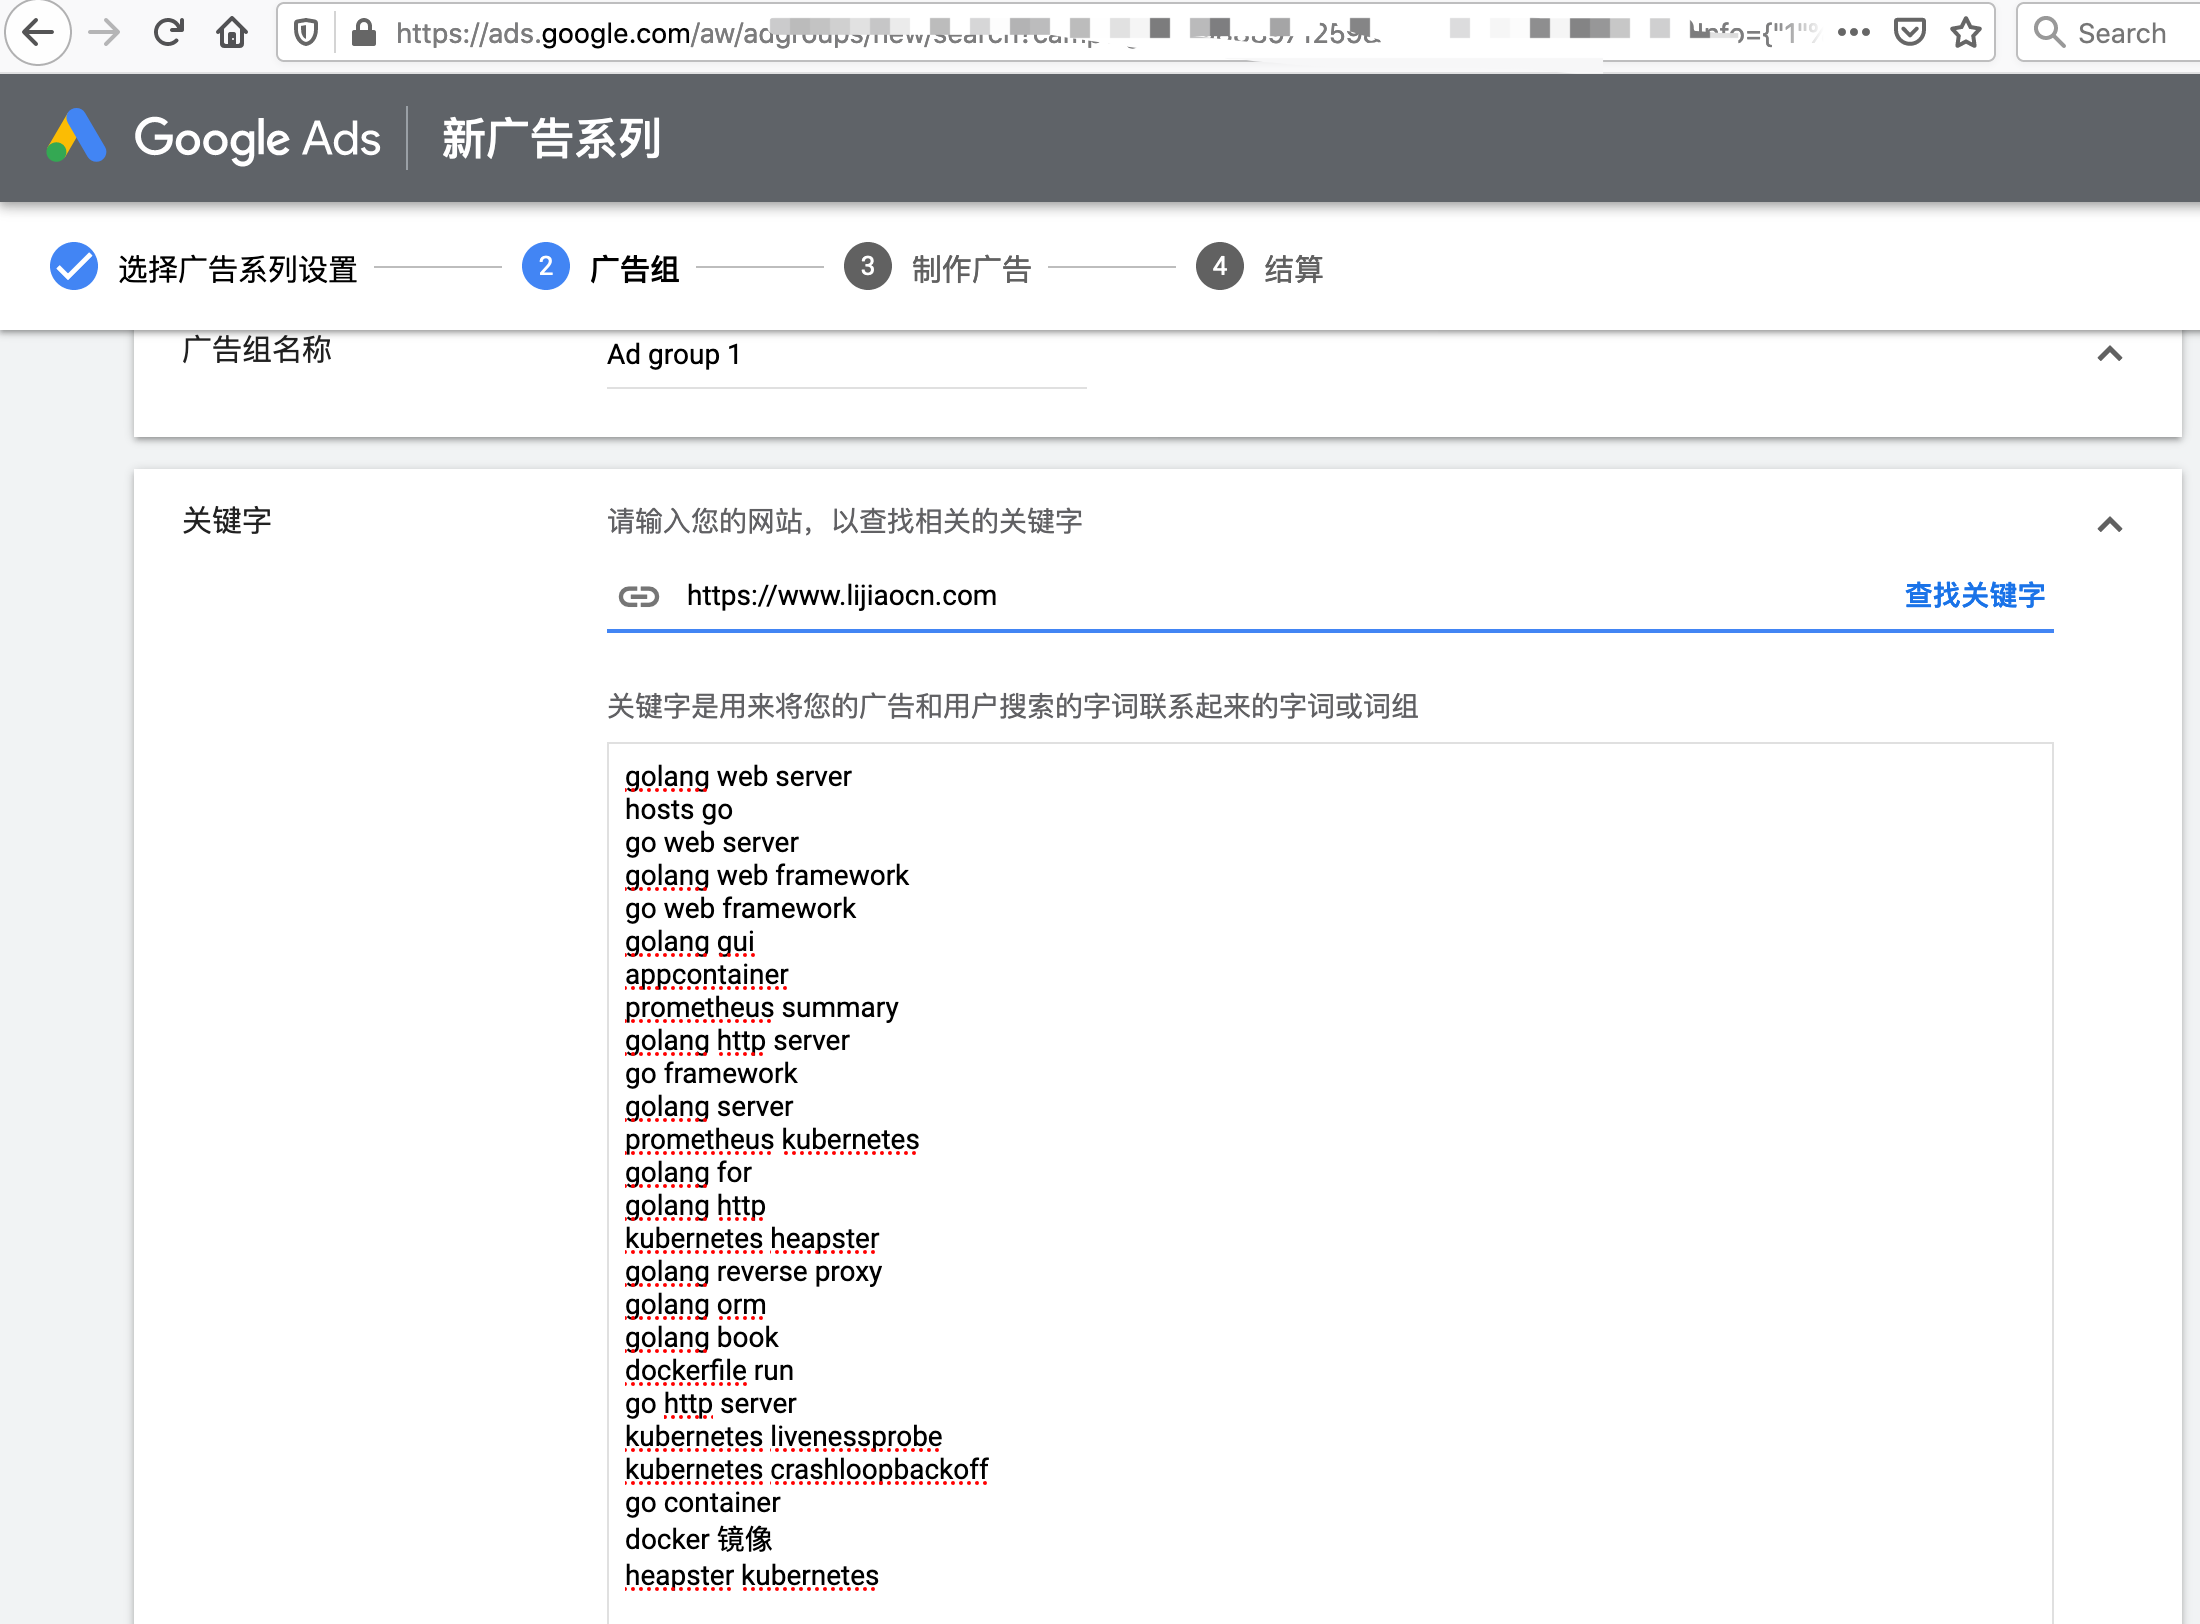 https://ads.google.com/aw/adgroups/new/search?camp
info={"1"%
Search
Google Ads 新广告系列
选择广告系列设置 2 广告组 3 制作广告 4 结算
广告组名称 Ad group 1
关键字 请输入您的网站，以查找相关的关键字
https://www.lijiaocn.com 查找关键字
关键字是用来将您的广告和用户搜索的字词联系起来的字词或词组
golang web server
hosts go
go web server
golang web framework
go web framework
golang gui
appcontainer
prometheus summary
golang http server
go framework
golang server
prometheus kubernetes
golang for
golang http
kubernetes heapster
golang reverse proxy
golang orm
golang book
dockerfile run
go http server
kubernetes livenessprobe
kubernetes crashloopbackoff
go container
docker 镜像
heapster kubernetes